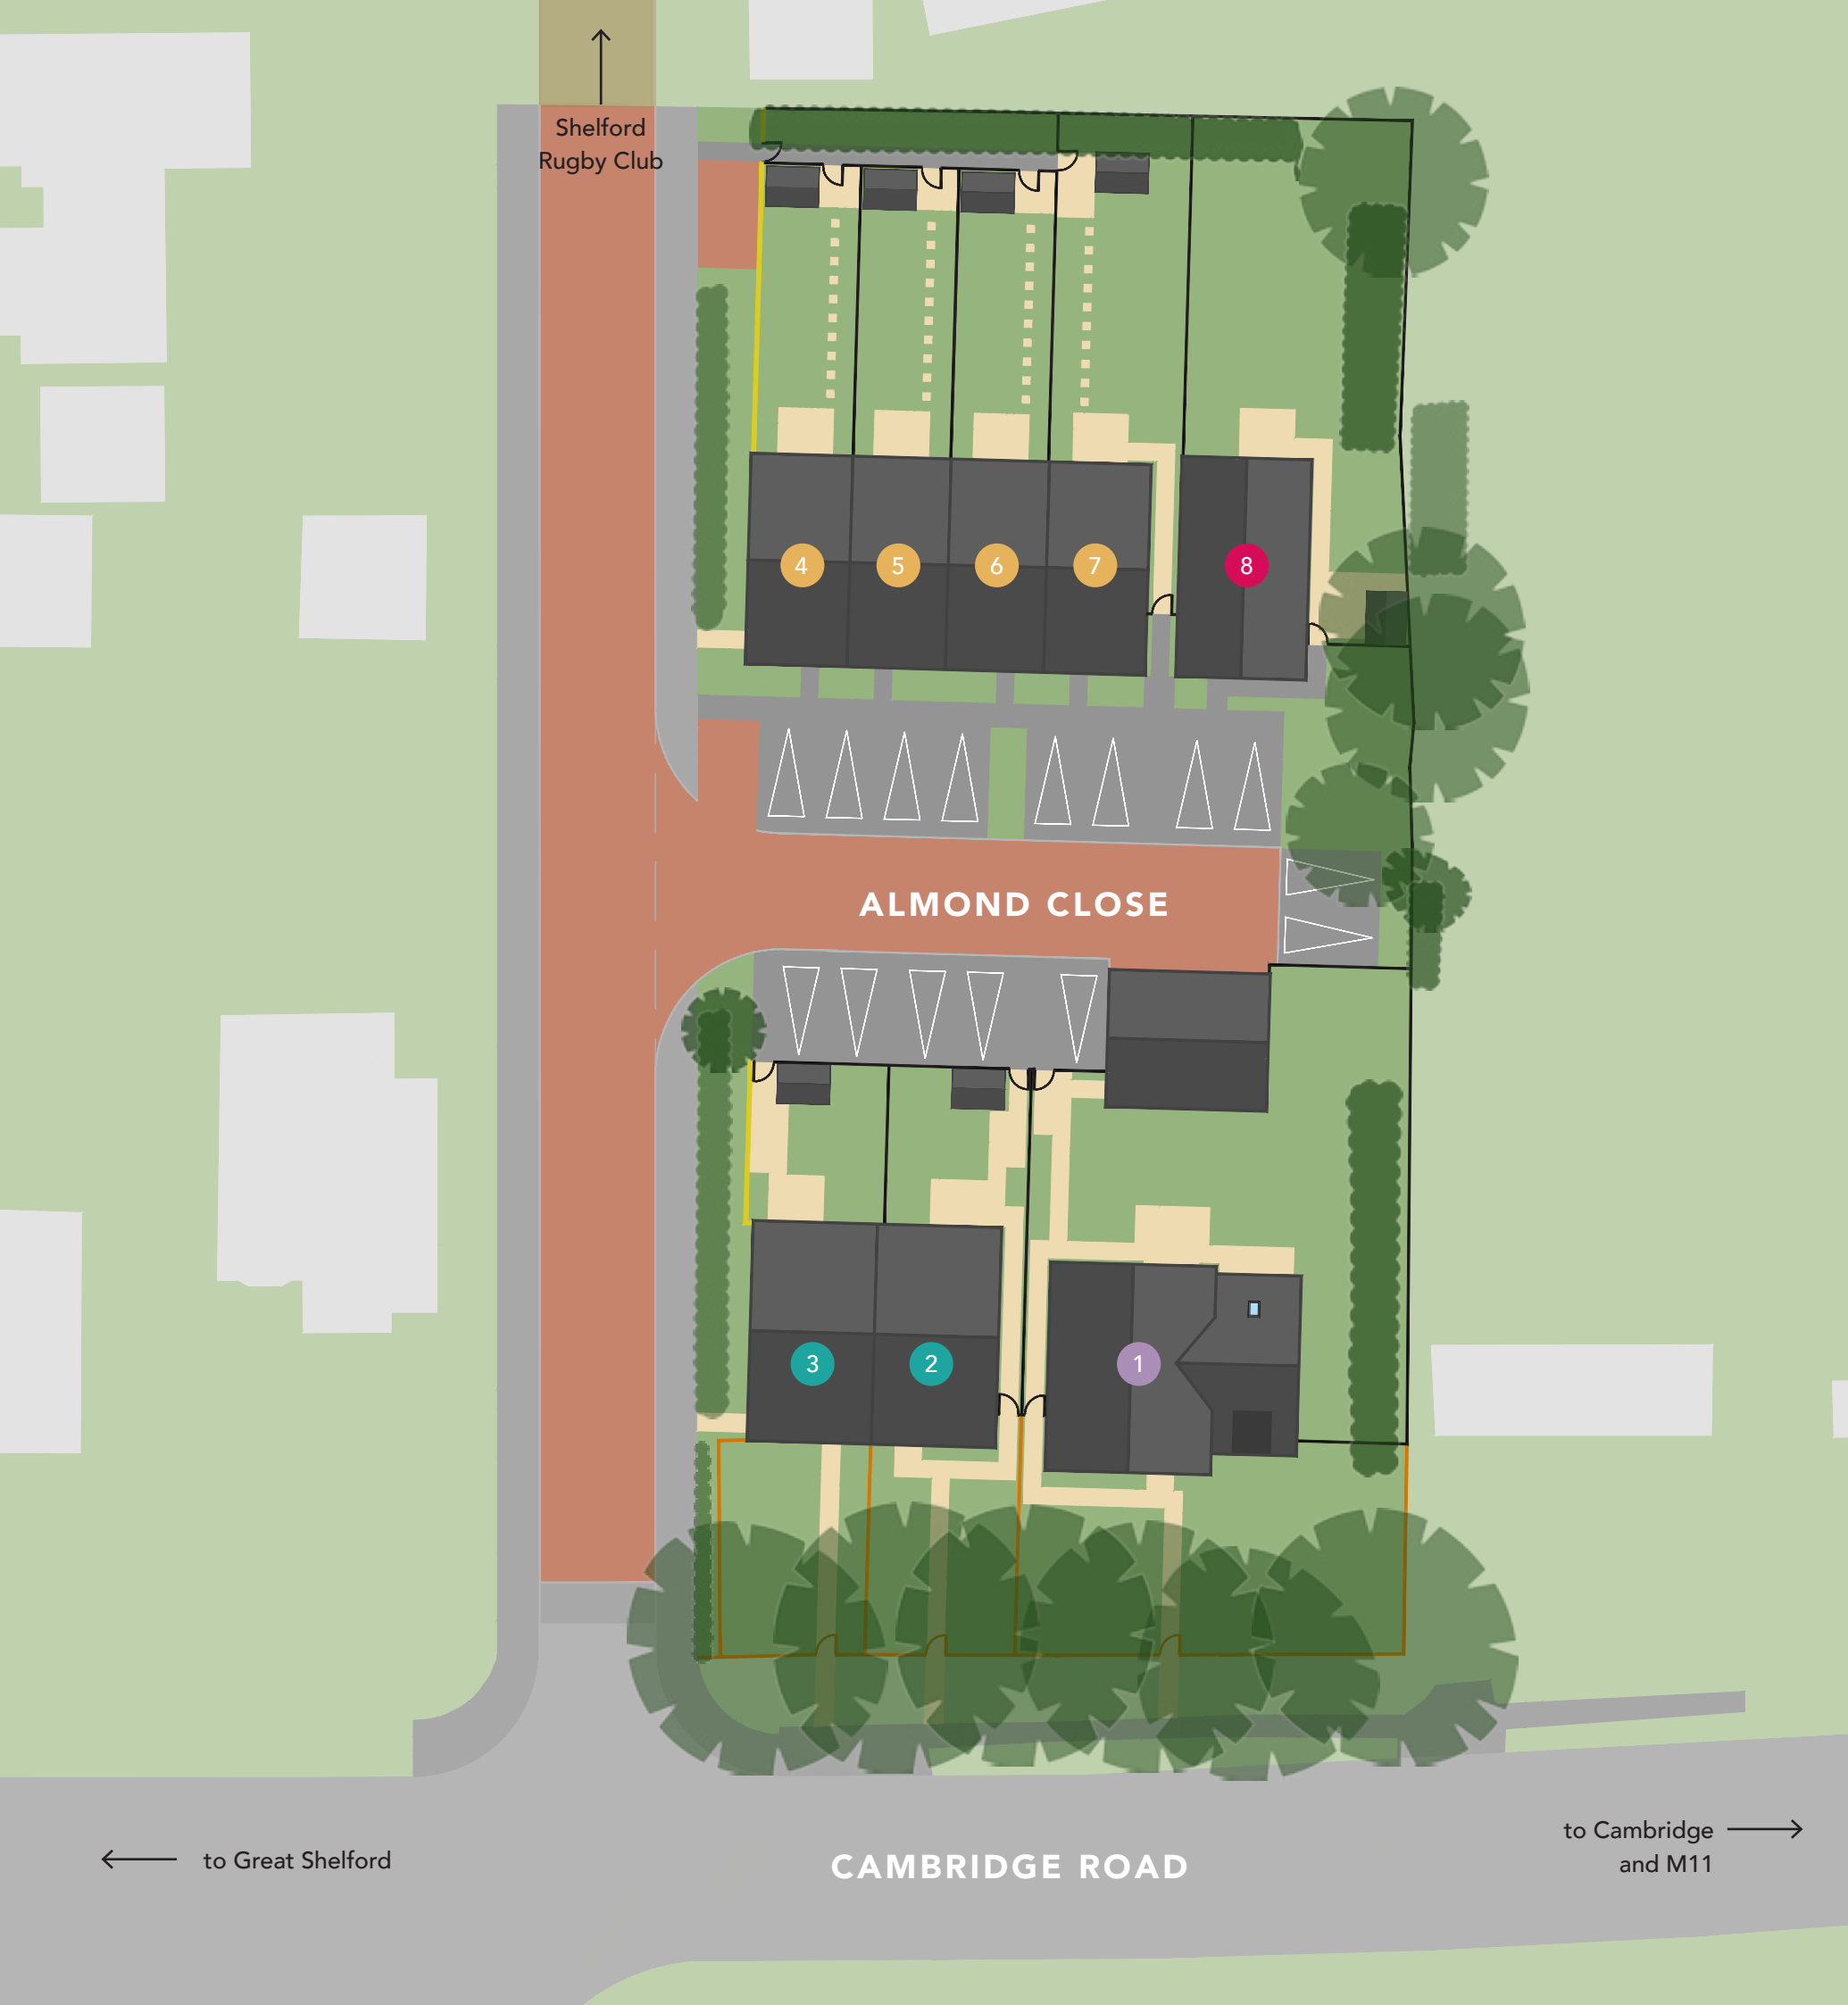 Shelford
Rugby Club
4
5
6
7
8
ALMOND CLOSE
3
2
1
to Great Shelford
CAMBRIDGE ROAD
to Cambridge
and M11